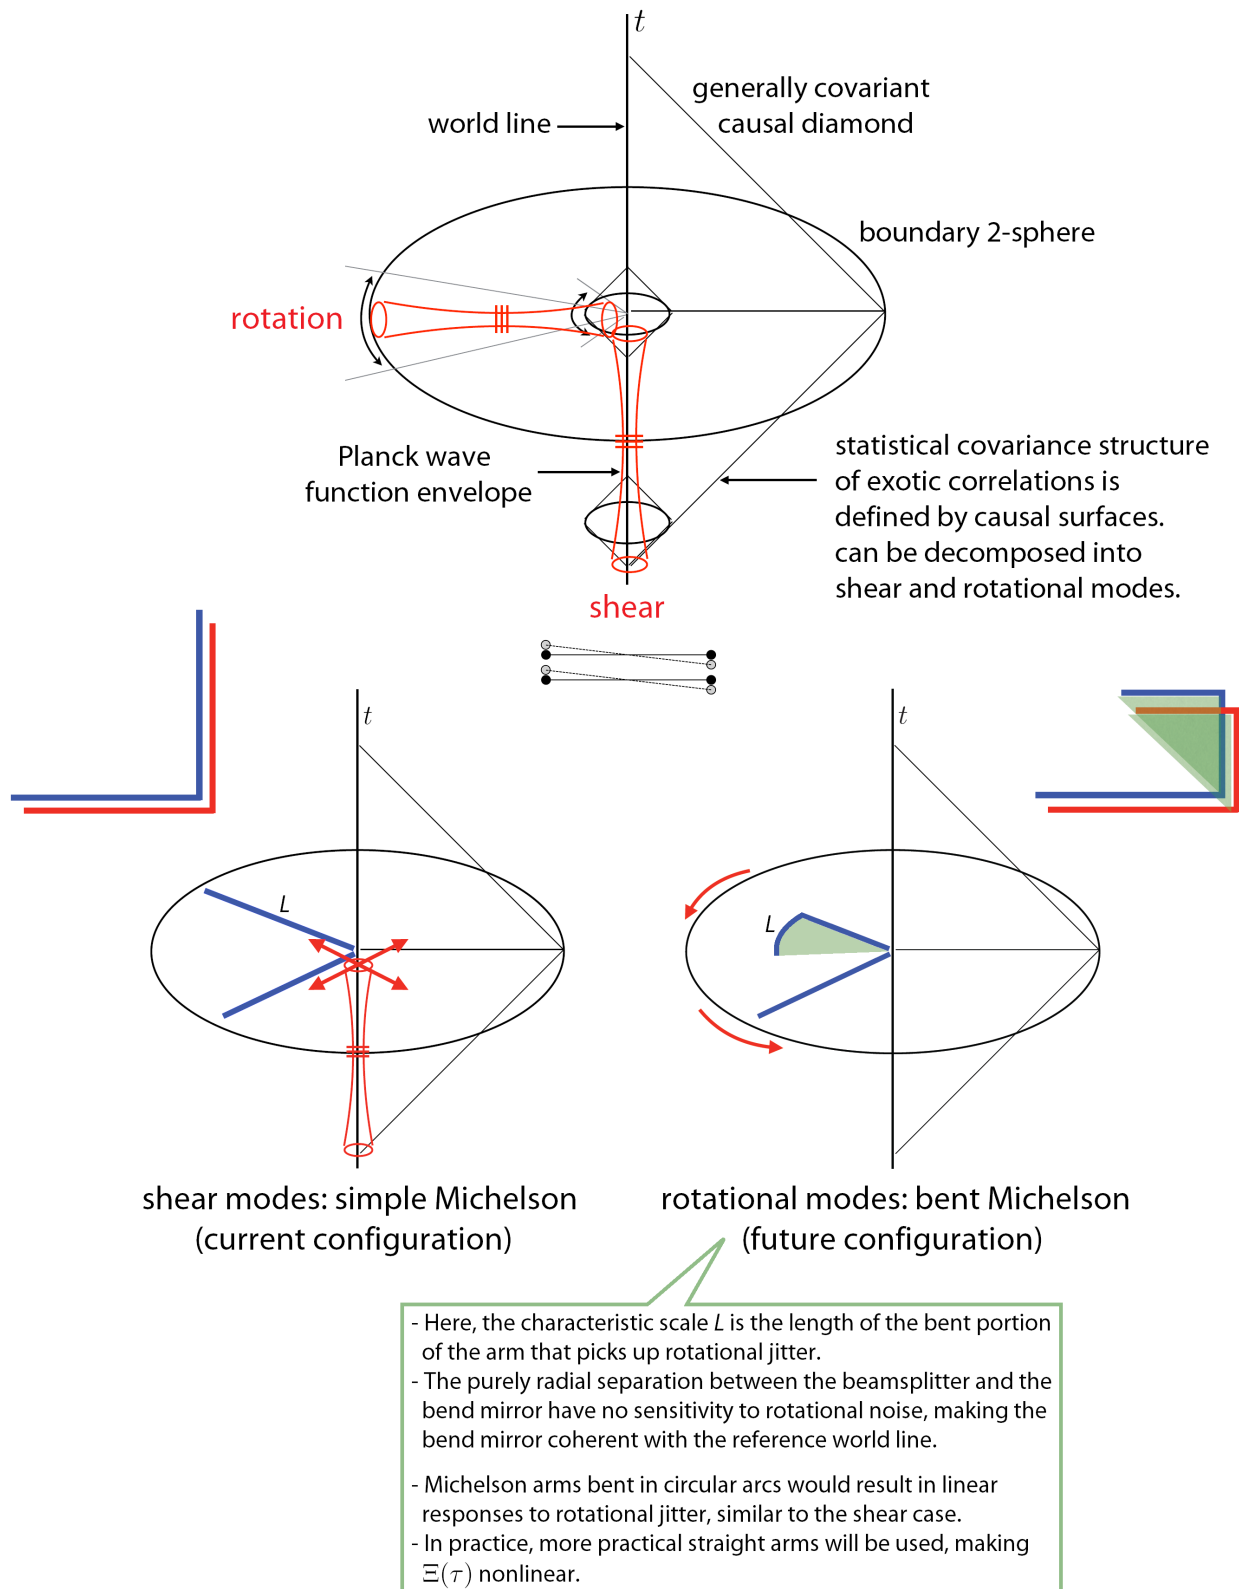 t
generally covariant
causal diamond
world line
boundary 2-sphere
rotation
Planck wave
function envelope
statistical covariance structure
of exotic correlations is
defined by causal surfaces.
can be decomposed into
shear and rotational modes.
shear
t
t
L
L
shear modes: simple Michelson
(current configuration)
rotational modes: bent Michelson
(future configuration)
- Here, the characteristic scale L is the length of the bent portion
of the arm that picks up rotational jitter.
- The purely radial separation between the beamsplitter and the
bend mirror have no sensitivity to rotational noise, making the
bend mirror coherent with the reference world line.
- Michelson arms bent in circular arcs would result in linear
responses to rotational jitter, similar to the shear case.
- In practice, more practical straight arms will be used, making
Ξ(τ) nonlinear.